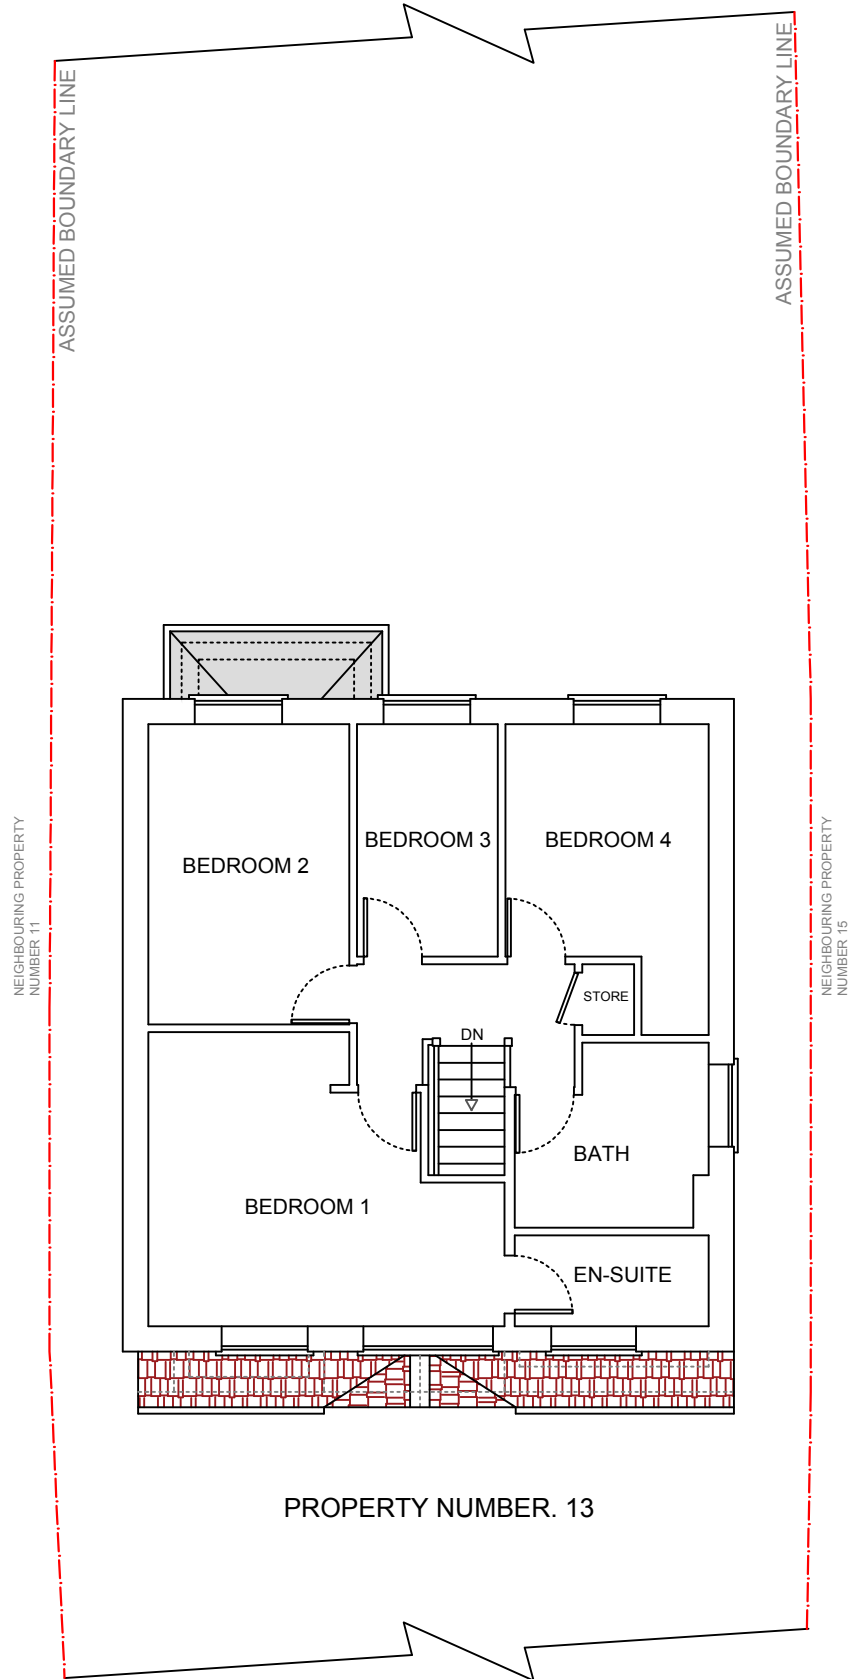 ASSUMED BOUNDARY LINE
ASSUMED BOUNDARY LINE
NEIGHBOURING PROPERTY
NUMBER 11
NEIGHBOURING PROPERTY
NUMBER 15
BEDROOM 2
BEDROOM 3
BEDROOM 4
STORE
DN
BATH
BEDROOM 1
EN-SUITE
PROPERTY NUMBER. 13